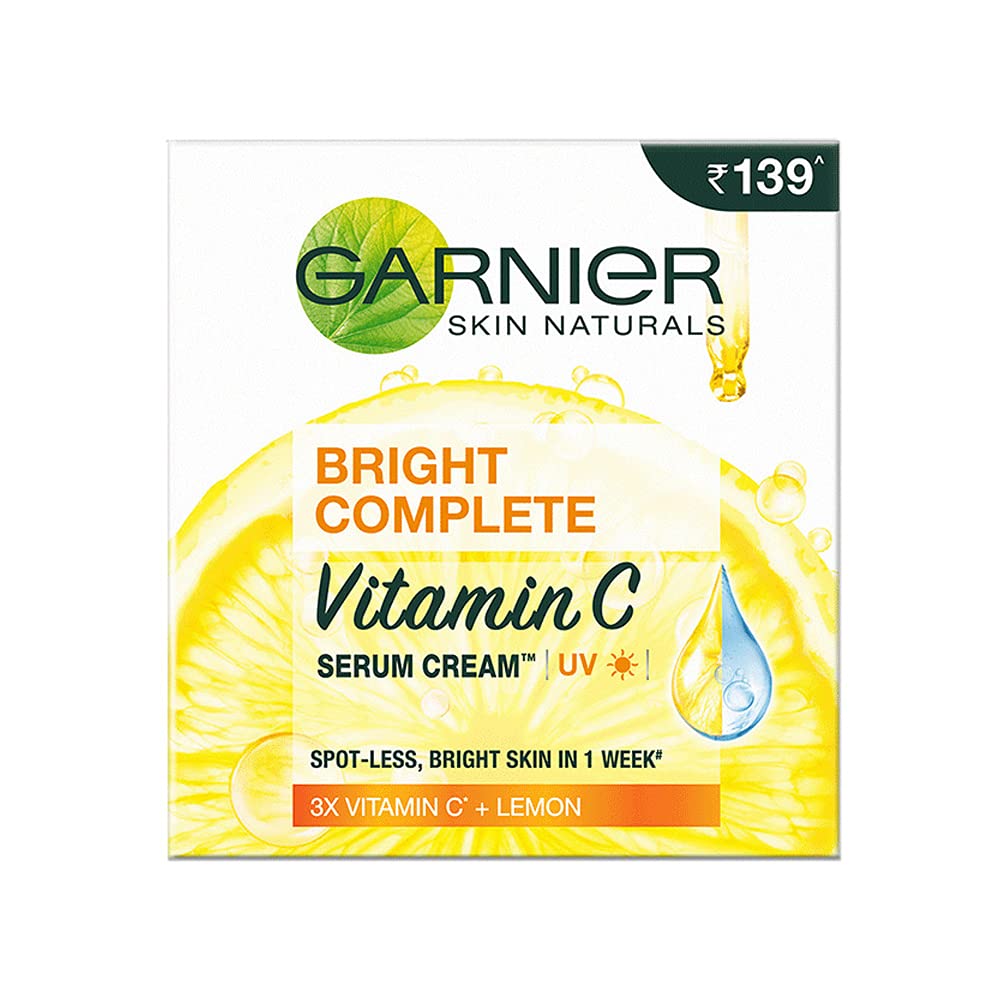 ₹139^
GARNIER
SKIN NATURALS
BRIGHT
COMPLETE
Vitamin C
SERUM CREAM™ | UV |
SPOT-LESS, BRIGHT SKIN IN 1 WEEK#
3X VITAMIN C* + LEMON